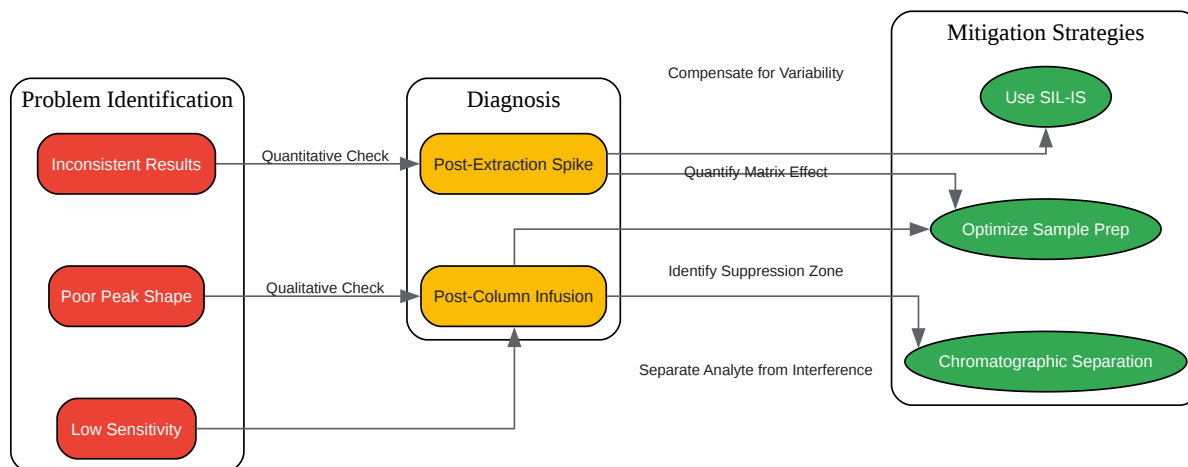 Problem Identification
Inconsistent Results
Poor Peak Shape
Low Sensitivity
Quantitative Check
Qualitative Check
Diagnosis
Post-Extraction Spike
Post-Column Infusion
Compensate for Variability
Quantify Matrix Effect
Identify Suppression Zone
Separate Analyte from Interference
Mitigation Strategies
Use SIL-IS
Optimize Sample Prep
Chromatographic Separation